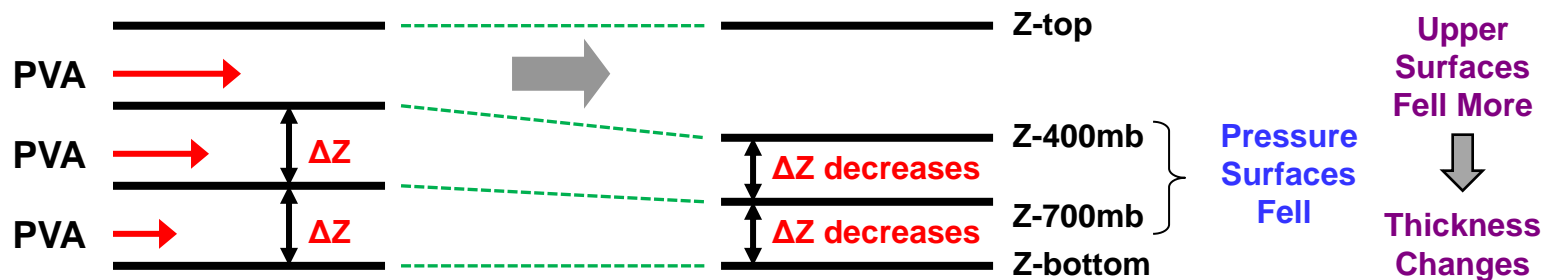 PVA
PVA
PVA
ΔZ
ΔZ
ΔZ decreases
ΔZ decreases
Z-top
Z-400mb
Z-700mb
Z-bottom
Pressure
Surfaces
Fell
Upper
Surfaces
Fell More
Thickness
Changes